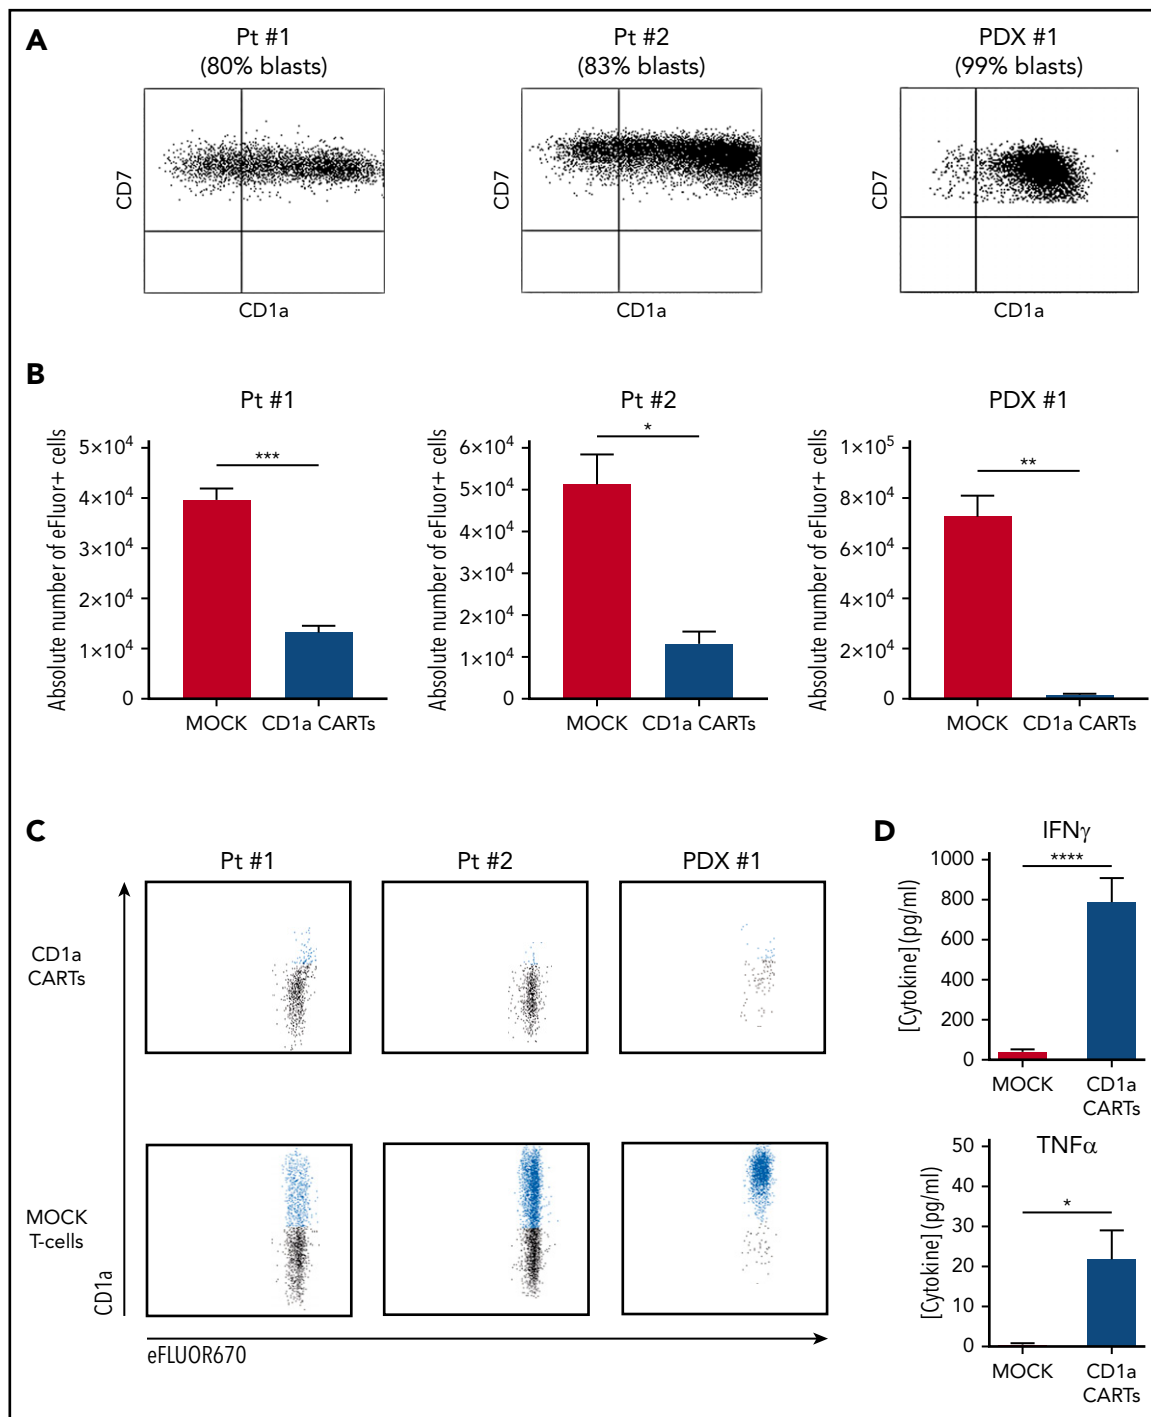 A
Pt #1
(80% blasts)
Pt #2
(83% blasts)
PDX #1
(99% blasts)
CD7
CD1a
CD7
CD1a
CD7
CD1a
B
Pt #1
Absolute number of eFluor+ cells
5×10⁴
4×10⁴
3×10⁴
2×10⁴
1×10⁴
0
***
MOCK
CD1a CARTs
Pt #2
Absolute number of eFluor+ cells
6×10⁴
5×10⁴
4×10⁴
3×10⁴
2×10⁴
1×10⁴
0
*
MOCK
CD1a CARTs
PDX #1
Absolute number of eFluor+ cells
1×10⁵
8×10⁴
6×10⁴
4×10⁴
2×10⁴
0
**
MOCK
CD1a CARTs
C
Pt #1
Pt #2
PDX #1
CD1a
CARTs
MOCK
T-cells
CD1a
eFLUOR670
D
IFNγ
[Cytokine] (pg/ml)
1000
800
600
400
200
0
****
MOCK
CD1a
CARTs
TNFα
[Cytokine] (pg/ml)
50
40
30
20
10
0
*
MOCK
CD1a
CARTs